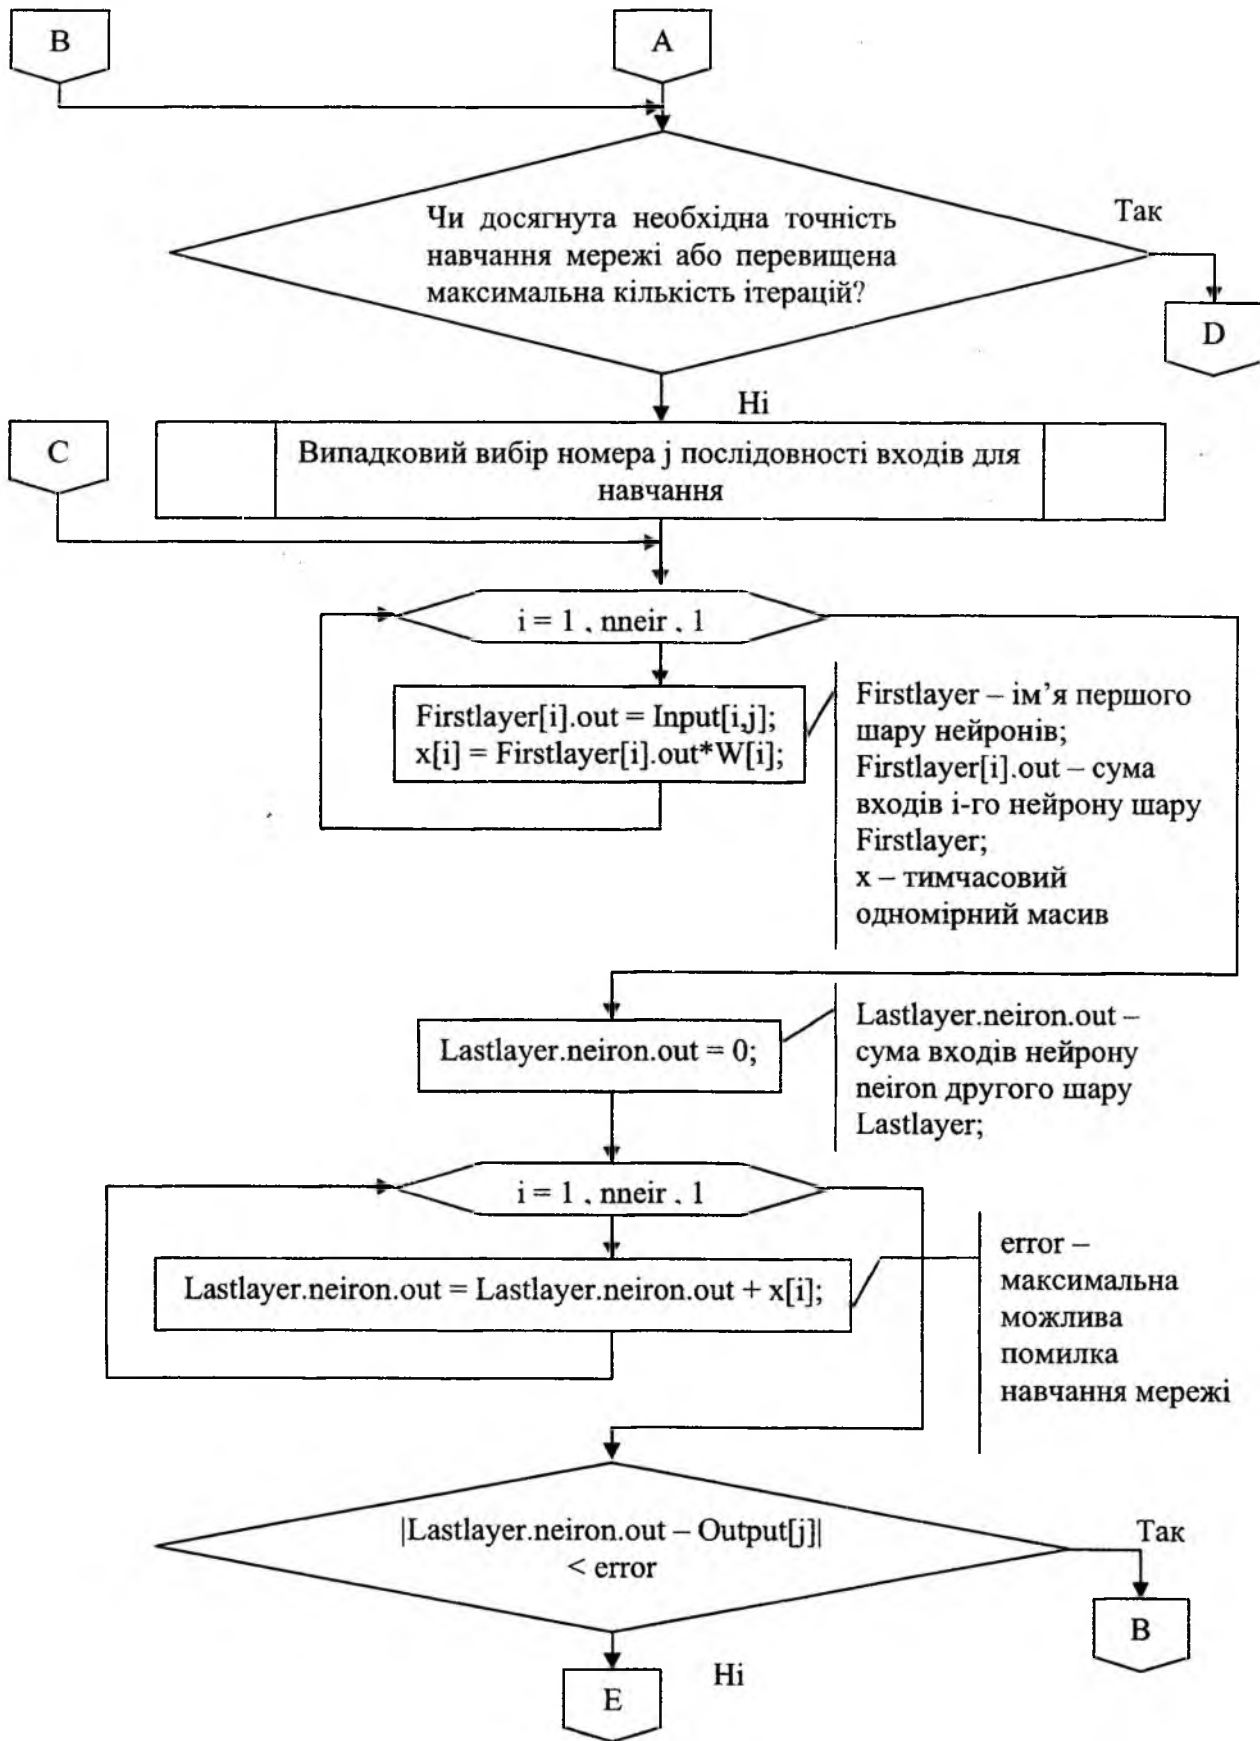 B
A
Чи досягнута необхідна точність
навчання мережі або перевищена
максимальна кількість ітерацій?
Так
D
Ні
C
Випадковий вибір номера j послідовності входів для
навчання
i = 1 , nneir , 1
Firstlayer[i].out = Input[i,j];
x[i] = Firstlayer[i].out*W[i];
Firstlayer – ім’я першого
шару нейронів;
Firstlayer[i].out – сума
входів і-го нейрону шару
Firstlayer;
x – тимчасовий
одномірний масив
Lastlayer.neiron.out = 0;
Lastlayer.neiron.out –
сума входів нейрону
neiron другого шару
Lastlayer;
i = 1 , nneir , 1
Lastlayer.neiron.out = Lastlayer.neiron.out + x[i];
error –
максимальна
можлива
помилка
навчання мережі
|Lastlayer.neiron.out – Output[j]|
< error
Так
B
Ні
E